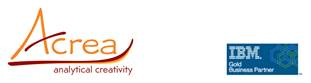 Acrea
analytical creativity
IBM
Gold
Business Partner